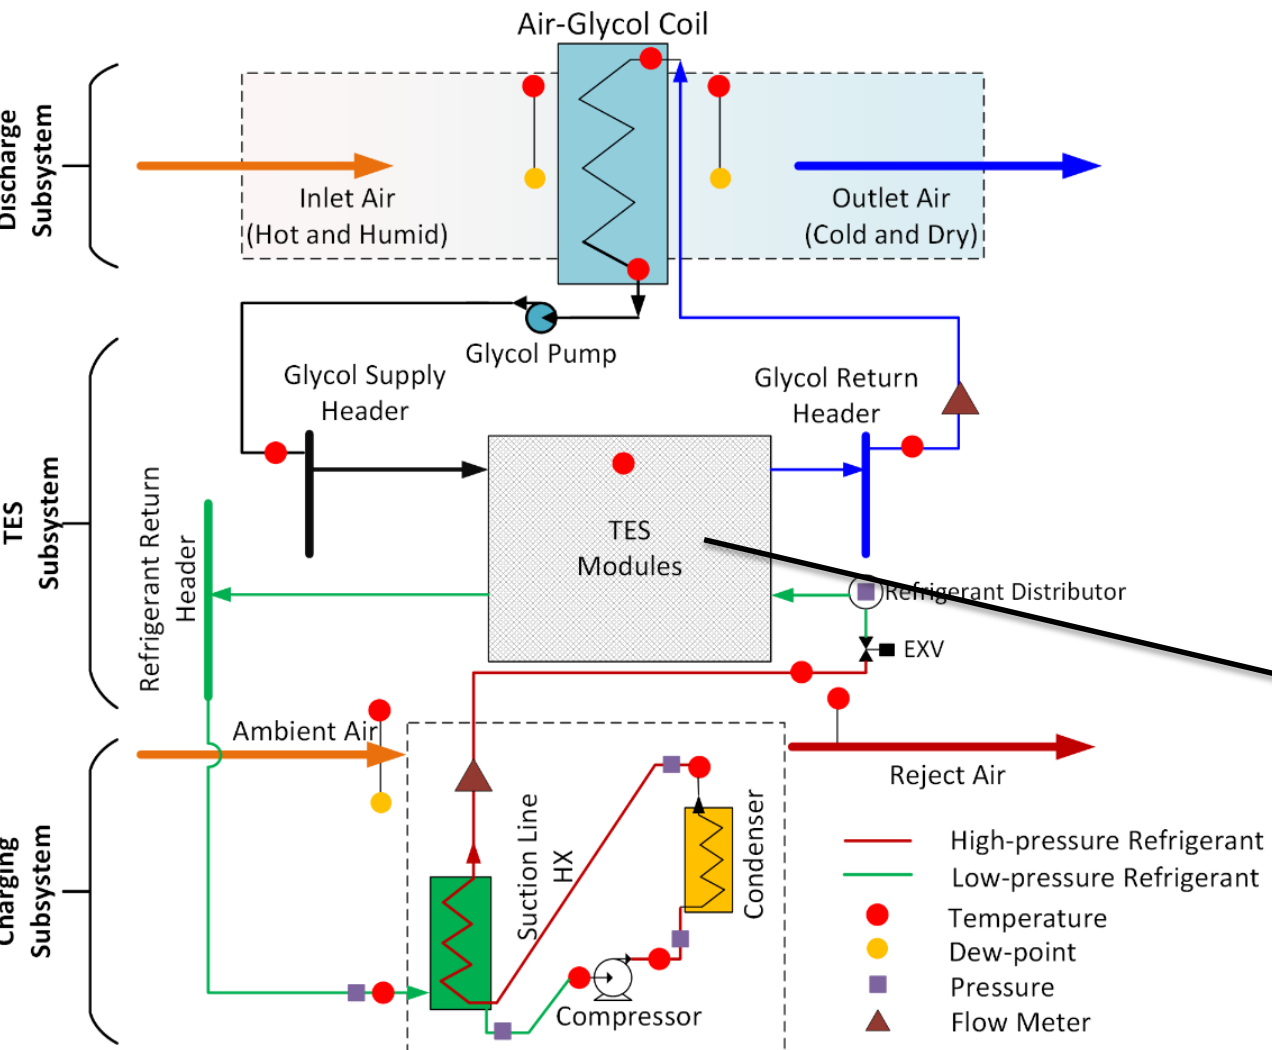 Air-Glycol Coil
Discharge
Subsystem
Inlet Air
(Hot and Humid)
Outlet Air
(Cold and Dry)
Glycol Pump
Glycol Supply
Header
Glycol Return
Header
TES
Subsystem
Refrigerant Return
Header
TES
Modules
Refrigerant Distributor
EXV
Ambient Air
Reject Air
Charging
Subsystem
Suction Line
HX
Condenser
Compressor
High-pressure Refrigerant
Low-pressure Refrigerant
Temperature
Dew-point
Pressure
Flow Meter